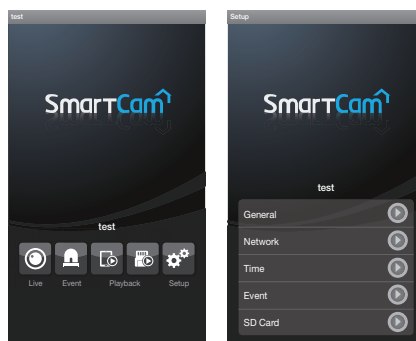 test
SmarTCam
test
Live Event Playback Setup
Setup
SmarTCam
test
General
Network
Time
Event
SD Card